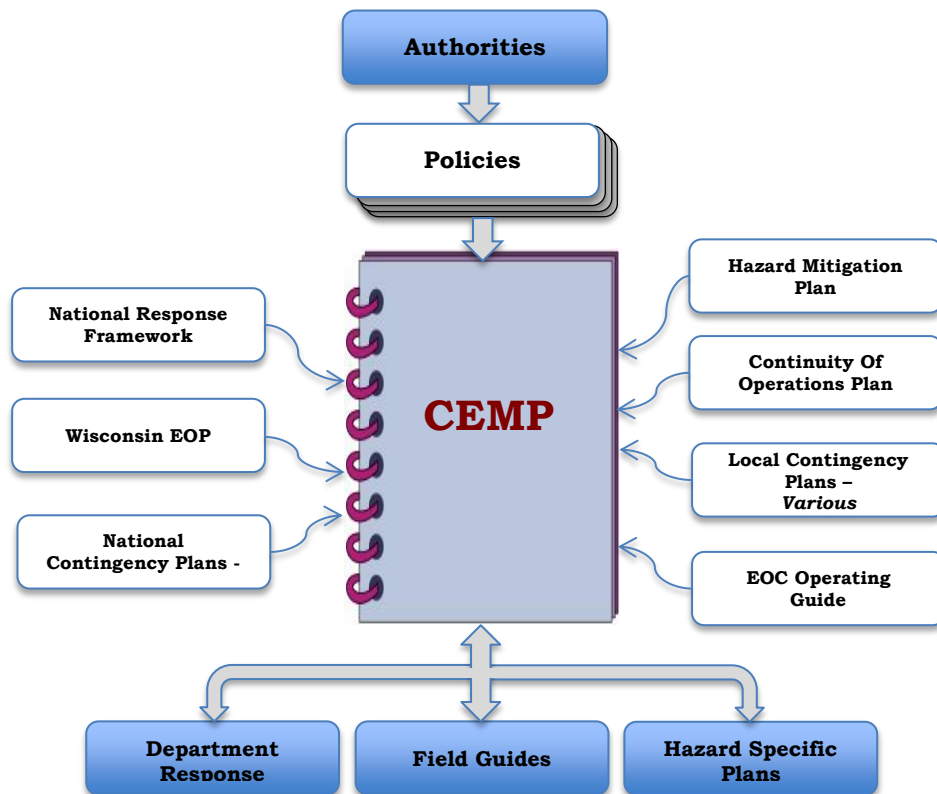 Authorities
Policies
National Response
Framework
Wisconsin EOP
National
Contingency Plans -
CEMP
Hazard Mitigation
Plan
Continuity Of
Operations Plan
Local Contingency
Plans –
Various
EOC Operating
Guide
Department
Response
Field Guides
Hazard Specific
Plans